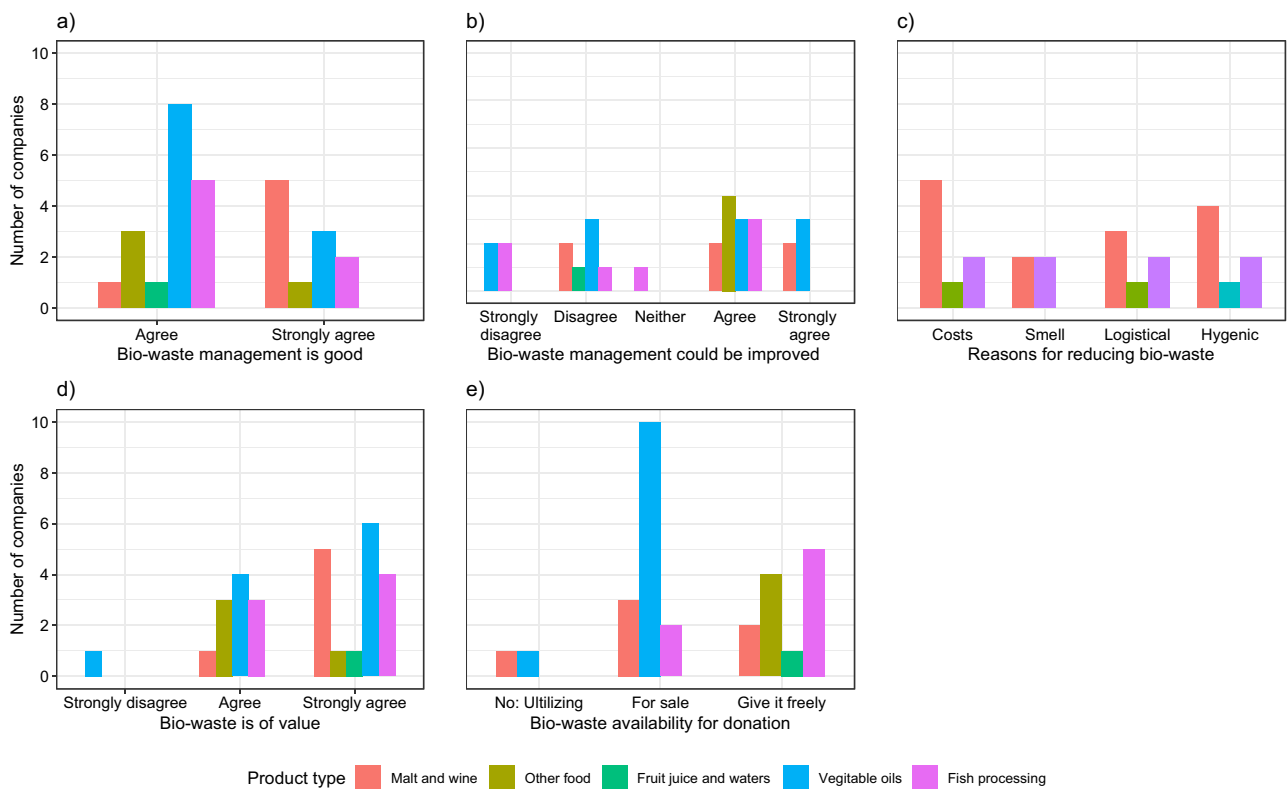 a)
b)
c)
Number of companies
10
8
6
4
2
0
Agree
Strongly agree
Bio-waste management is good
Strongly disagree
Disagree
Neither
Agree
Strongly agree
Bio-waste management could be improved
Costs
Smell
Logistical
Hygenic
Reasons for reducing bio-waste
d)
e)
Number of companies
10
8
6
4
2
0
Strongly disagree
Agree
Strongly agree
Bio-waste is of value
No: Ultilizing
For sale
Give it freely
Bio-waste availability for donation
Product type
Malt and wine
Other food
Fruit juice and waters
Vegitable oils
Fish processing